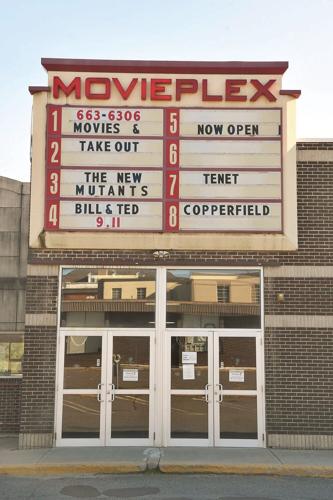 MOVIEPLEX
1 663-6306
MOVIES &
2 TAKE OUT
3 THE NEW
MUTANTS
4 BILL & TED
9.11
5 NOW OPEN
6
7 TENET
8 COPPERFIELD